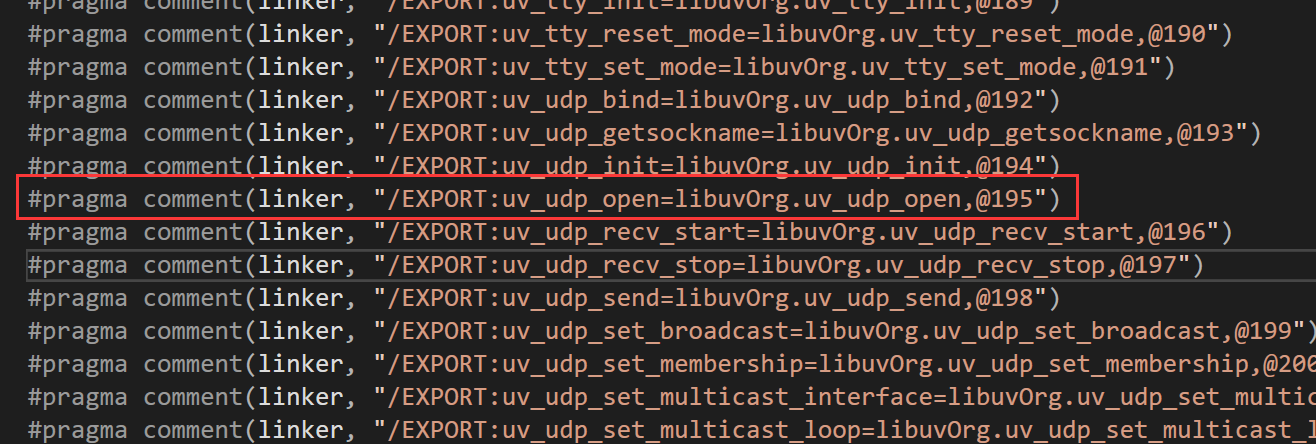 #pragma comment(linker, "/EXPORT:uv_tty_init=libuvOrg.uv_tty_init,@189")
#pragma comment(linker, "/EXPORT:uv_tty_reset_mode=libuvOrg.uv_tty_reset_mode,@190")
#pragma comment(linker, "/EXPORT:uv_tty_set_mode=libuvOrg.uv_tty_set_mode,@191")
#pragma comment(linker, "/EXPORT:uv_udp_bind=libuvOrg.uv_udp_bind,@192")
#pragma comment(linker, "/EXPORT:uv_udp_getsockname=libuvOrg.uv_udp_getsockname,@193")
#pragma comment(linker, "/EXPORT:uv_udp_init=libuvOrg.uv_udp_init,@194")
#pragma comment(linker, "/EXPORT:uv_udp_open=libuvOrg.uv_udp_open,@195")
#pragma comment(linker, "/EXPORT:uv_udp_recv_start=libuvOrg.uv_udp_recv_start,@196")
#pragma comment(linker, "/EXPORT:uv_udp_recv_stop=libuvOrg.uv_udp_recv_stop,@197")
#pragma comment(linker, "/EXPORT:uv_udp_send=libuvOrg.uv_udp_send,@198")
#pragma comment(linker, "/EXPORT:uv_udp_set_broadcast=libuvOrg.uv_udp_set_broadcast,@199")
#pragma comment(linker, "/EXPORT:uv_udp_set_membership=libuvOrg.uv_udp_set_membership,@200
#pragma comment(linker, "/EXPORT:uv_udp_set_multicast_interface=libuvOrg.uv_udp_set_multic
#pragma comment(linker, "/EXPORT:uv_udp_set_multicast_loop=libuvOrg.uv_udp_set_multicast_